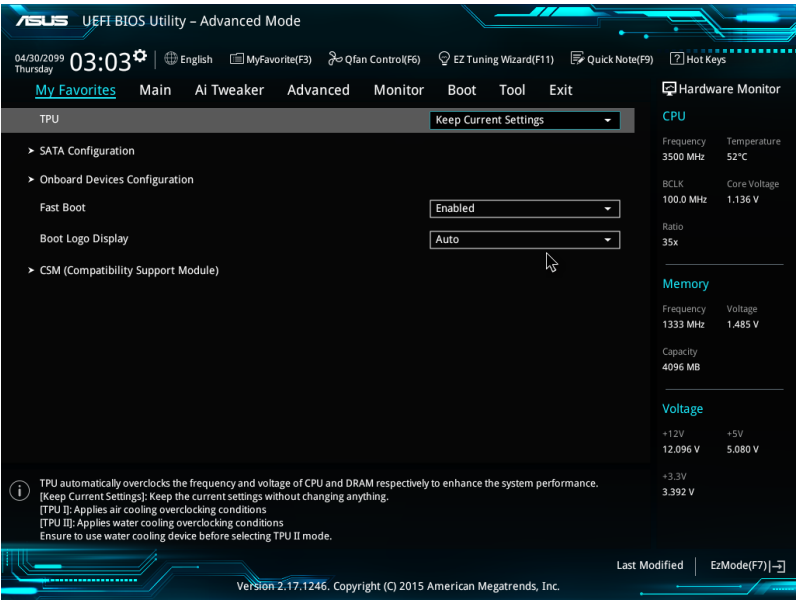 ASUS UEFI BIOS Utility – Advanced Mode
04/30/2099
Thursday
03:03
English
MyFavorite(F3)
Qfan Control(F6)
EZ Tuning Wizard(F11)
Quick Note(F9)
? Hot Keys
My Favorites Main Ai Tweaker Advanced Monitor Boot Tool Exit
TPU Keep Current Settings
> SATA Configuration
> Onboard Devices Configuration
Fast Boot Enabled
Boot Logo Display Auto
> CSM (Compatibility Support Module)
Hardware Monitor
CPU
Frequency Temperature
3500 MHz 52°C
BCLK Core Voltage
100.0 MHz 1.136 V
Ratio
35x
Memory
Frequency Voltage
1333 MHz 1.485 V
Capacity
4096 MB
Voltage
+12V +5V
12.096 V 5.080 V
+3.3V
3.392 V
TPU automatically overclocks the frequency and voltage of CPU and DRAM respectively to enhance the system performance.
[Keep Current Settings]: Keep the current settings without changing anything.
[TPU I]: Applies air cooling overclocking conditions
[TPU II]: Applies water cooling overclocking conditions
Ensure to use water cooling device before selecting TPU II mode.
Last Modified EzMode(F7)
Version 2.17.1246. Copyright (C) 2015 American Megatrends, Inc.